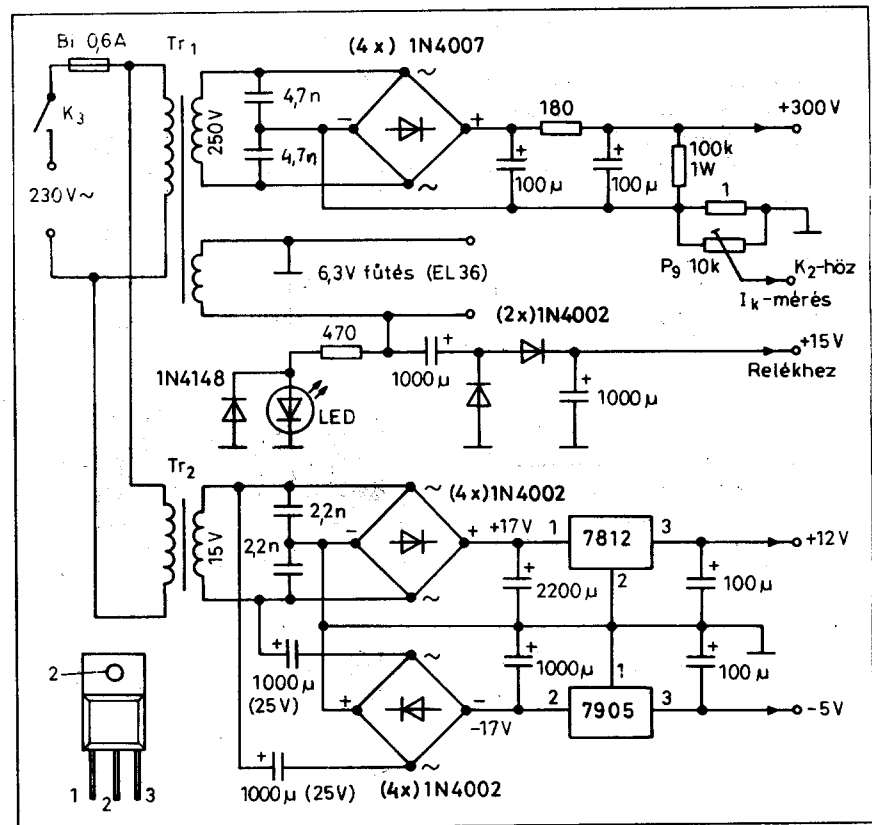 Bi 0,6A
Tr1
(4x) 1N4007
K3
4,7n
4,7n
250V
~
−
+
~
180
+300V
+
100µ
+
100µ
100k
1W
1
230V~
P9 10k
K2-höz
Ik-mérés
6,3V fűtés (EL36)
(2x)1N4002
470
+
1000µ
+15V
Relékhez
1N4148
LED
+
1000µ
Tr2
15V
2,2n
2,2n
~
−
+
~
(4x)1N4002
+17V
1
7812
3
2
+12V
+
2200µ
+
100µ
+
1000µ
+
100µ
+
1000µ
(25V)
~
+
−
~
-17V
2
7905
3
1
-5V
+
1000µ (25V)
(4x)1N4002
2
1
2
3